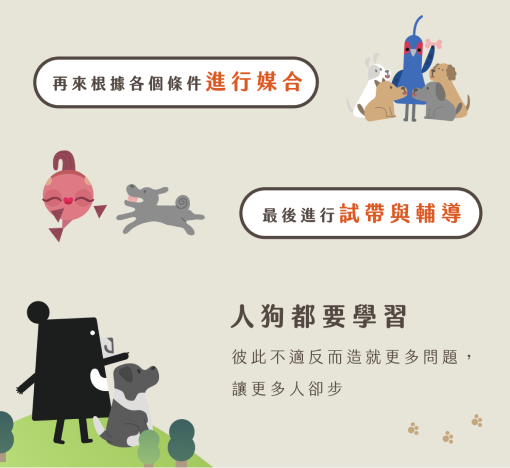 再來根據各個條件進行媒合
最後進行試帶與輔導
人狗都要學習
彼此不適反而造就更多問題，
讓更多人卻步